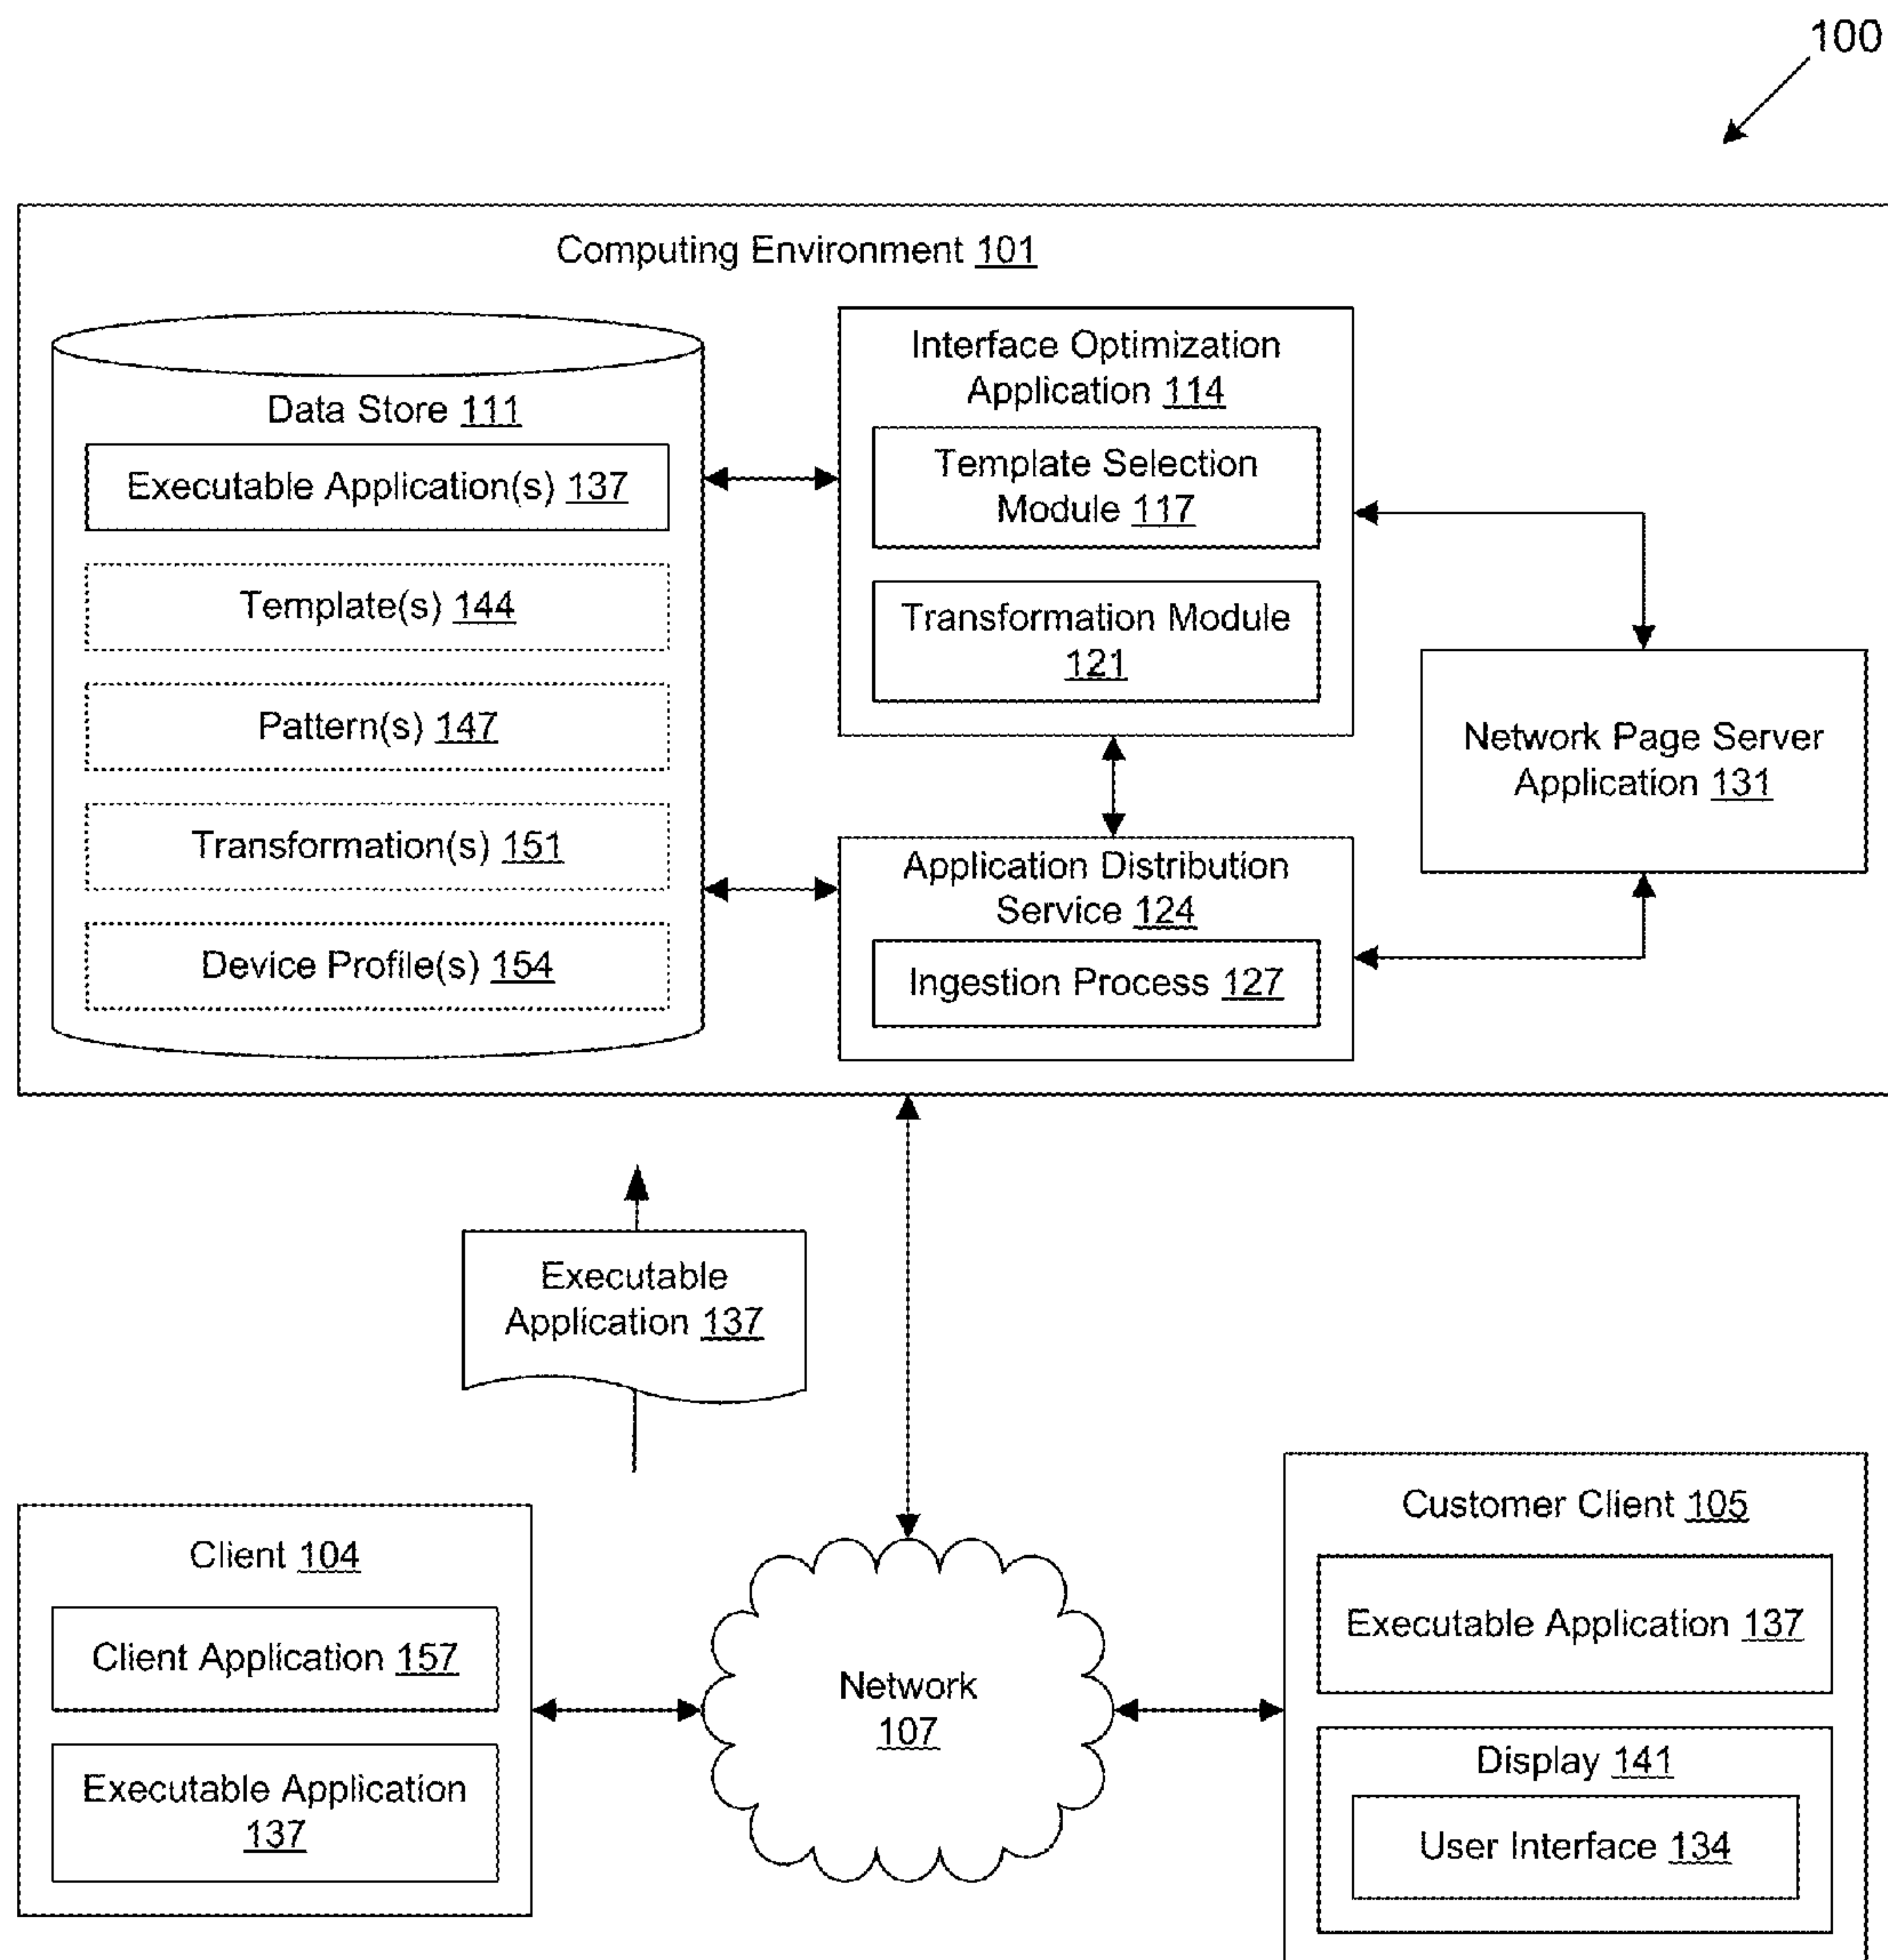 100
Computing Environment 101
Data Store 111
Executable Application(s) 137
Template(s) 144
Pattern(s) 147
Transformation(s) 151
Device Profile(s) 154
Interface Optimization
Application 114
Template Selection
Module 117
Transformation Module
121
Application Distribution
Service 124
Ingestion Process 127
Network Page Server
Application 131
Executable
Application 137
Client 104
Client Application 157
Executable Application
137
Network
107
Customer Client 105
Executable Application 137
Display 141
User Interface 134